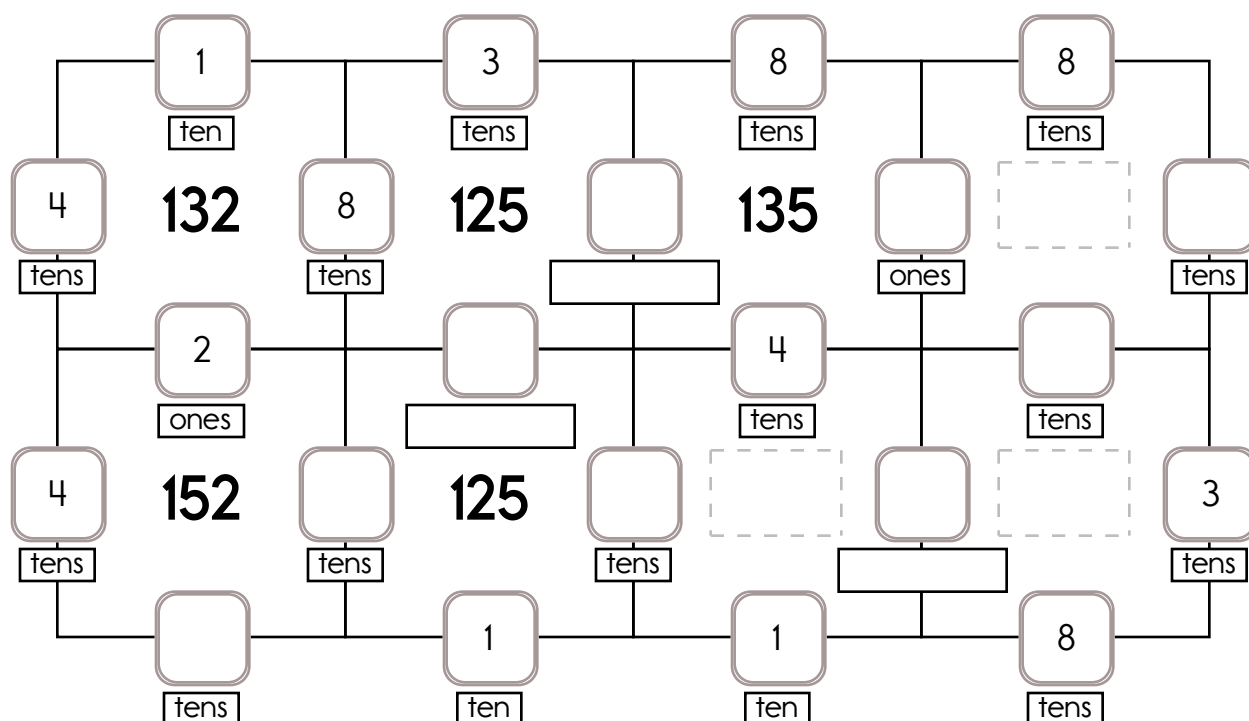 1 3 8 8
ten tens tens tens
4 132 8 125 135
tens tens ones tens
2 4
ones tens tens
4 152 125 3
tens tens tens tens
1 1 8
tens ten ten tens